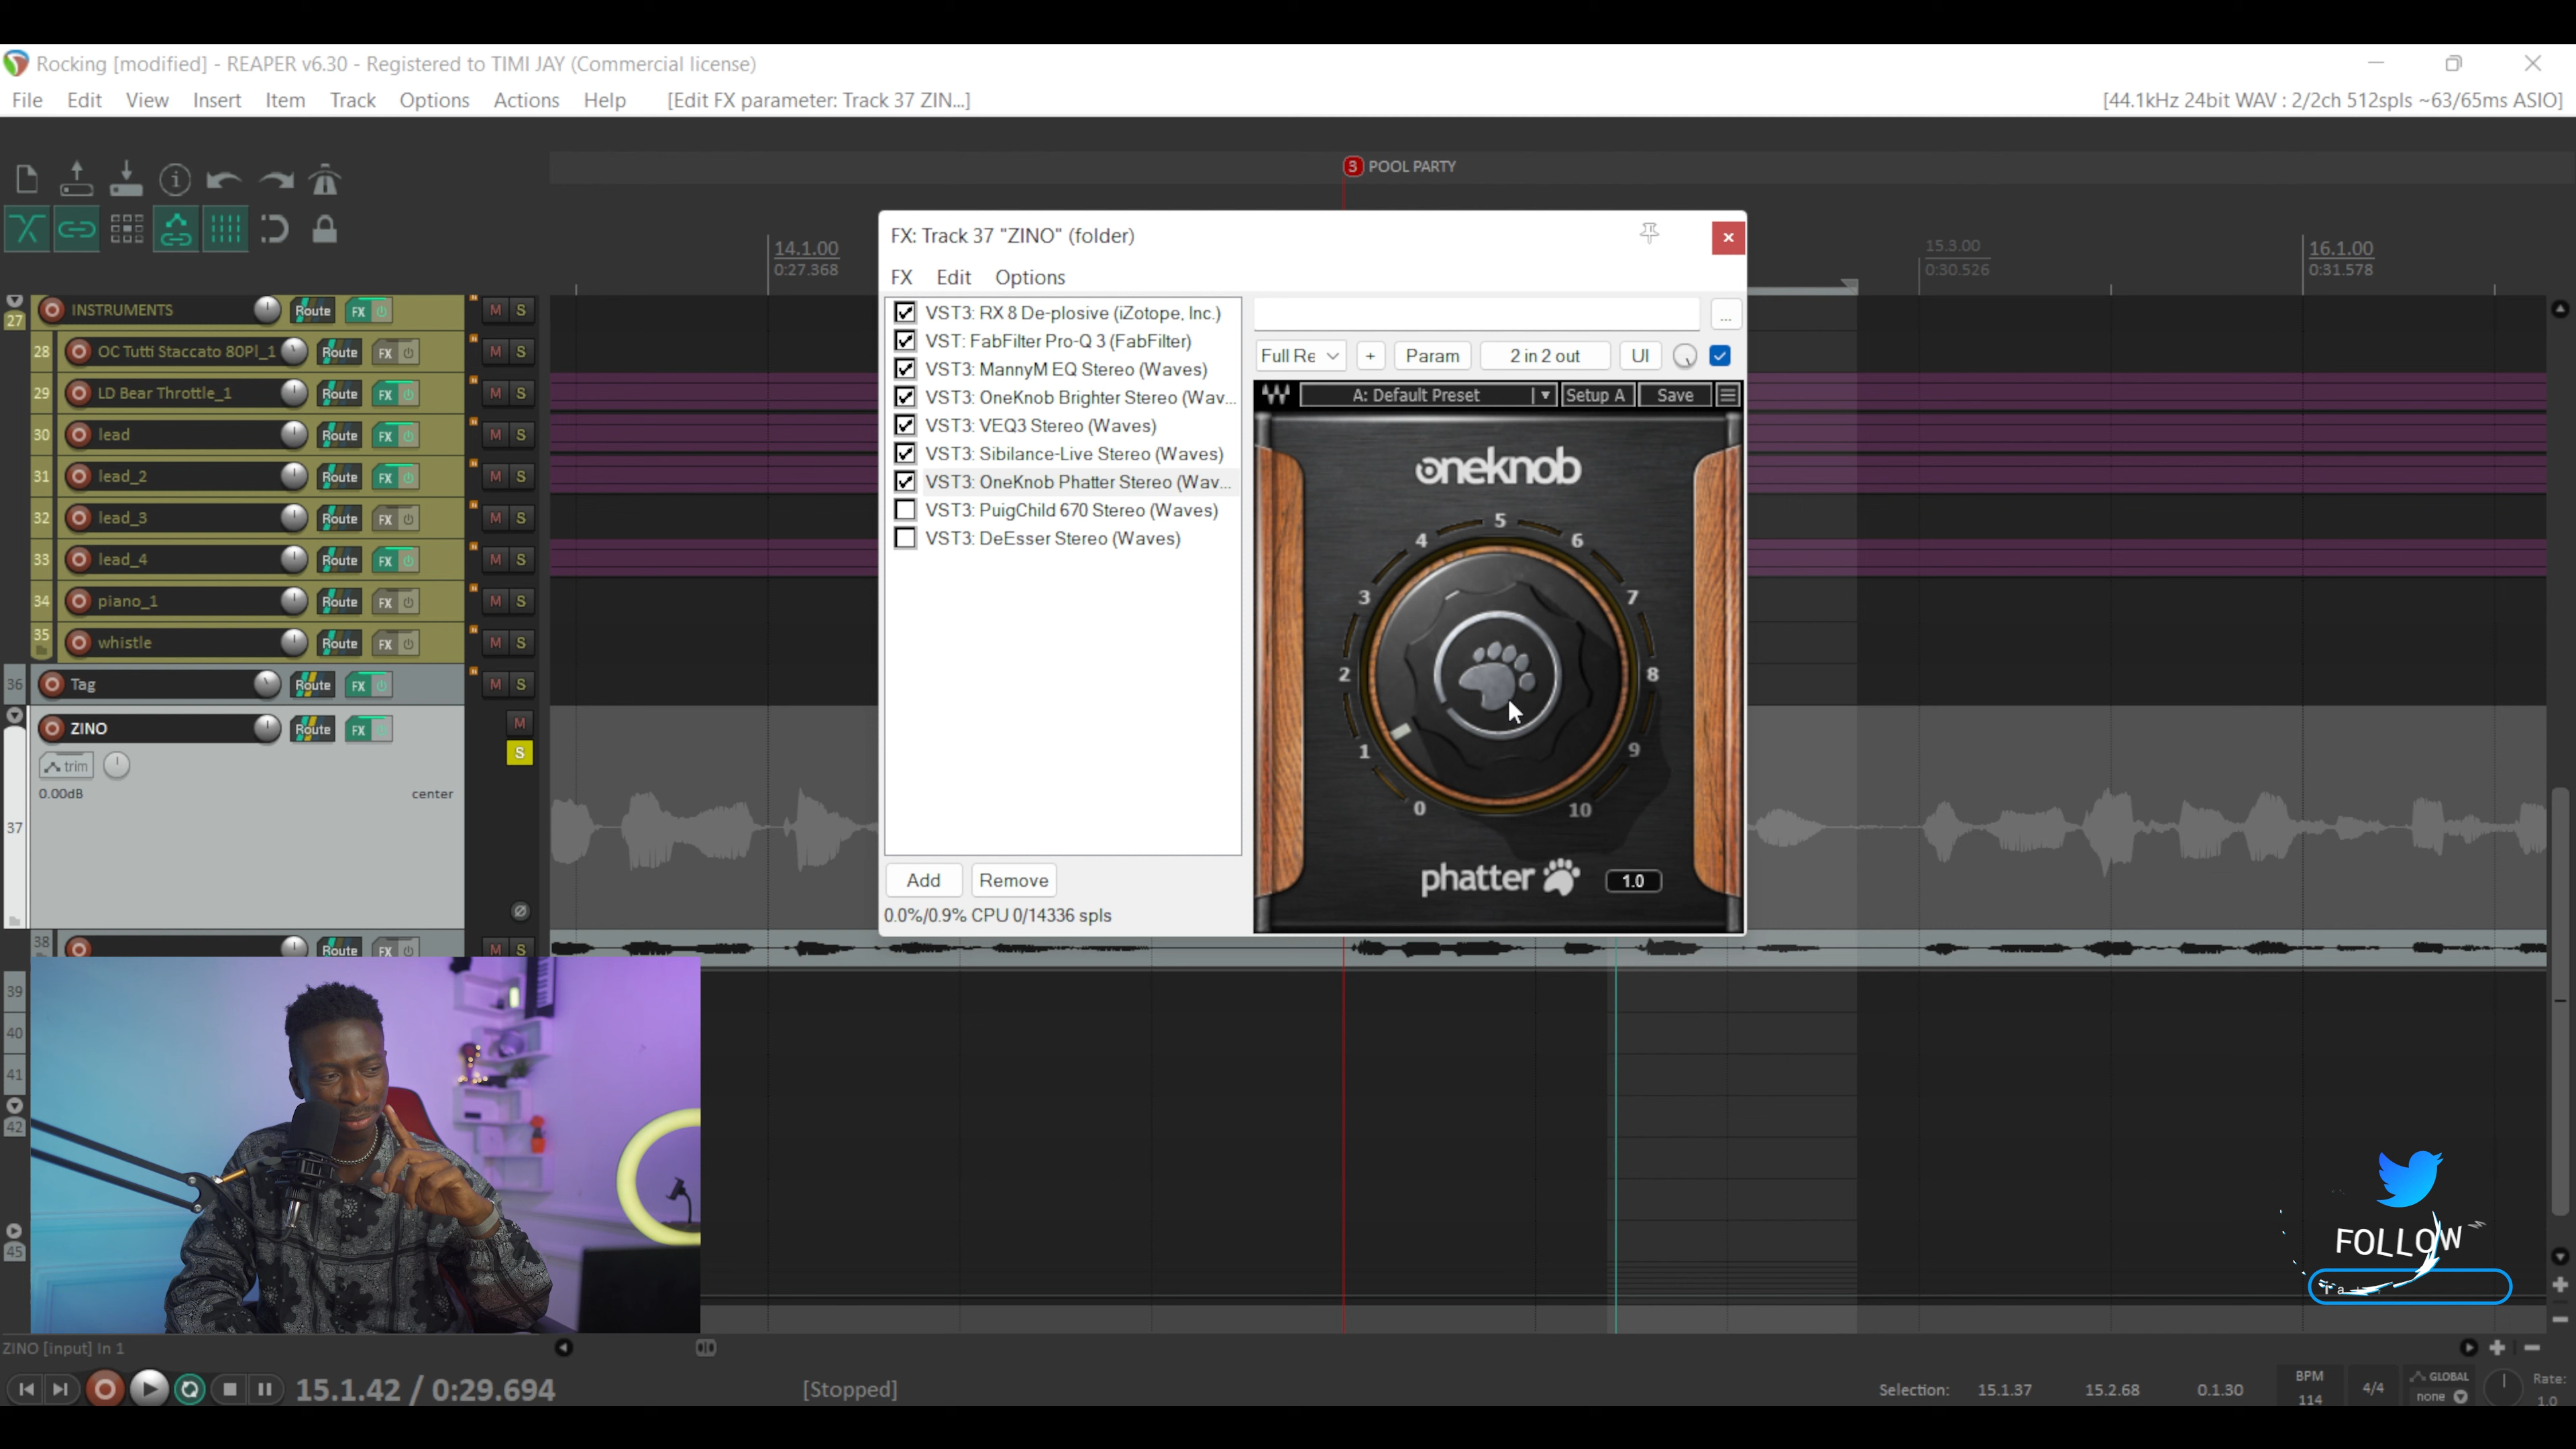 Rocking [modified] - REAPER v6.30 - Registered to TIMI JAY (Commercial license)
File Edit View Insert Item Track Options Actions Help [Edit FX parameter: Track 37 ZIN...] [44.1kHz 24bit WAV : 2/2ch 512spls ~63/65ms ASIO]
3 POOL PARTY
14.1.00
0:27.368
15.3.00
0:30.526
16.1.00
0:31.578
FX: Track 37 "ZINO" (folder)
FX Edit Options
VST3: RX 8 De-plosive (iZotope, Inc.)
VST: FabFilter Pro-Q 3 (FabFilter)
VST3: MannyM EQ Stereo (Waves)
VST3: OneKnob Brighter Stereo (Wav...
VST3: VEQ3 Stereo (Waves)
VST3: Sibilance-Live Stereo (Waves)
VST3: OneKnob Phatter Stereo (Wav...
VST3: PuigChild 670 Stereo (Waves)
VST3: DeEsser Stereo (Waves)
Add Remove
0.0%/0.9% CPU 0/14336 spls
...
Full Re + Param 2 in 2 out UI
A: Default Preset Setup A Save
oneknob
0 1 2 3 4 5 6 7 8 9 10
phatter 1.0
27 INSTRUMENTS Route FX M S
28 OC Tutti Staccato 80Pl_1 Route FX M S
29 LD Bear Throttle_1 Route FX M S
30 lead Route FX M S
31 lead_2 Route FX M S
32 lead_3 Route FX M S
33 lead_4 Route FX M S
34 piano_1 Route FX M S
35 whistle Route FX M S
36 Tag Route FX M S
37 ZINO Route FX M S
trim
0.00dB center
38 Route FX M S
39
40
41
42
45
FOLLOW
ZINO [input] In 1
15.1.42 / 0:29.694 [Stopped]
Selection: 15.1.37 15.2.68 0.1.30
BPM
114
4/4
GLOBAL
none
Rate:
1.0